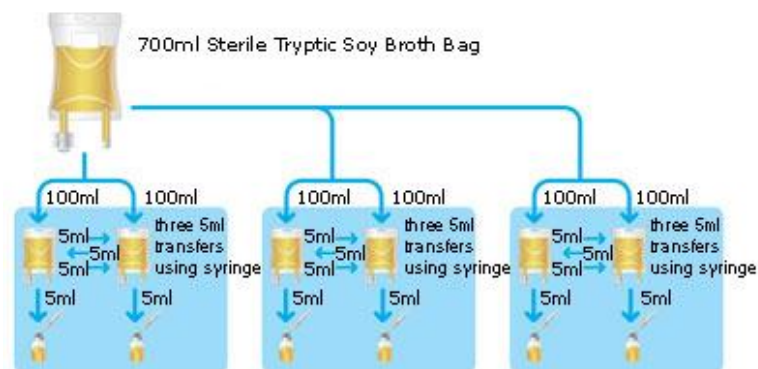 700ml Sterile Tryptic Soy Broth Bag
100ml 100ml 100ml 100ml 100ml 100ml
5ml three 5ml
5ml transfers
5ml using syringe
5ml three 5ml
5ml transfers
5ml using syringe
5ml three 5ml
5ml transfers
5ml using syringe
5ml 5ml 5ml 5ml 5ml 5ml